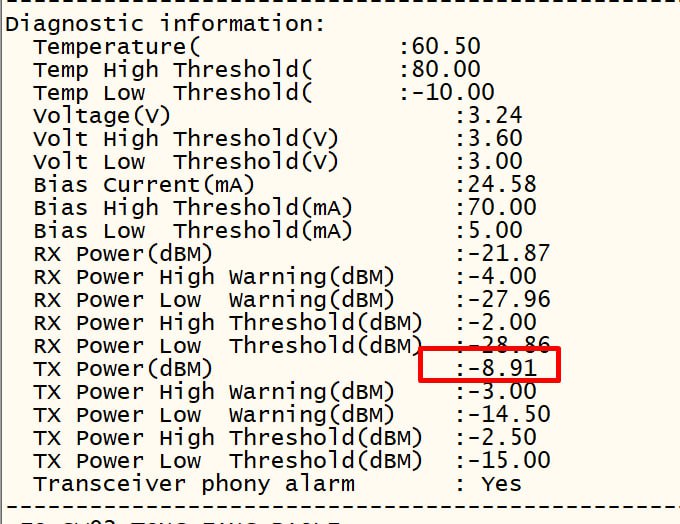 Diagnostic information:
Temperature( :60.50
Temp High Threshold( :80.00
Temp Low Threshold( :-10.00
Voltage(V) :3.24
Volt High Threshold(V) :3.60
Volt Low Threshold(V) :3.00
Bias Current(mA) :24.58
Bias High Threshold(mA) :70.00
Bias Low Threshold(mA) :5.00
RX Power(dBM) :-21.87
RX Power High Warning(dBM) :-4.00
RX Power Low Warning(dBM) :-27.96
RX Power High Threshold(dBM) :-2.00
RX Power Low Threshold(dBM) :-28.86
TX Power(dBM) :-8.91
TX Power High Warning(dBM) :-3.00
TX Power Low Warning(dBM) :-14.50
TX Power High Threshold(dBM) :-2.50
TX Power Low Threshold(dBM) :-15.00
Transceiver phony alarm : Yes